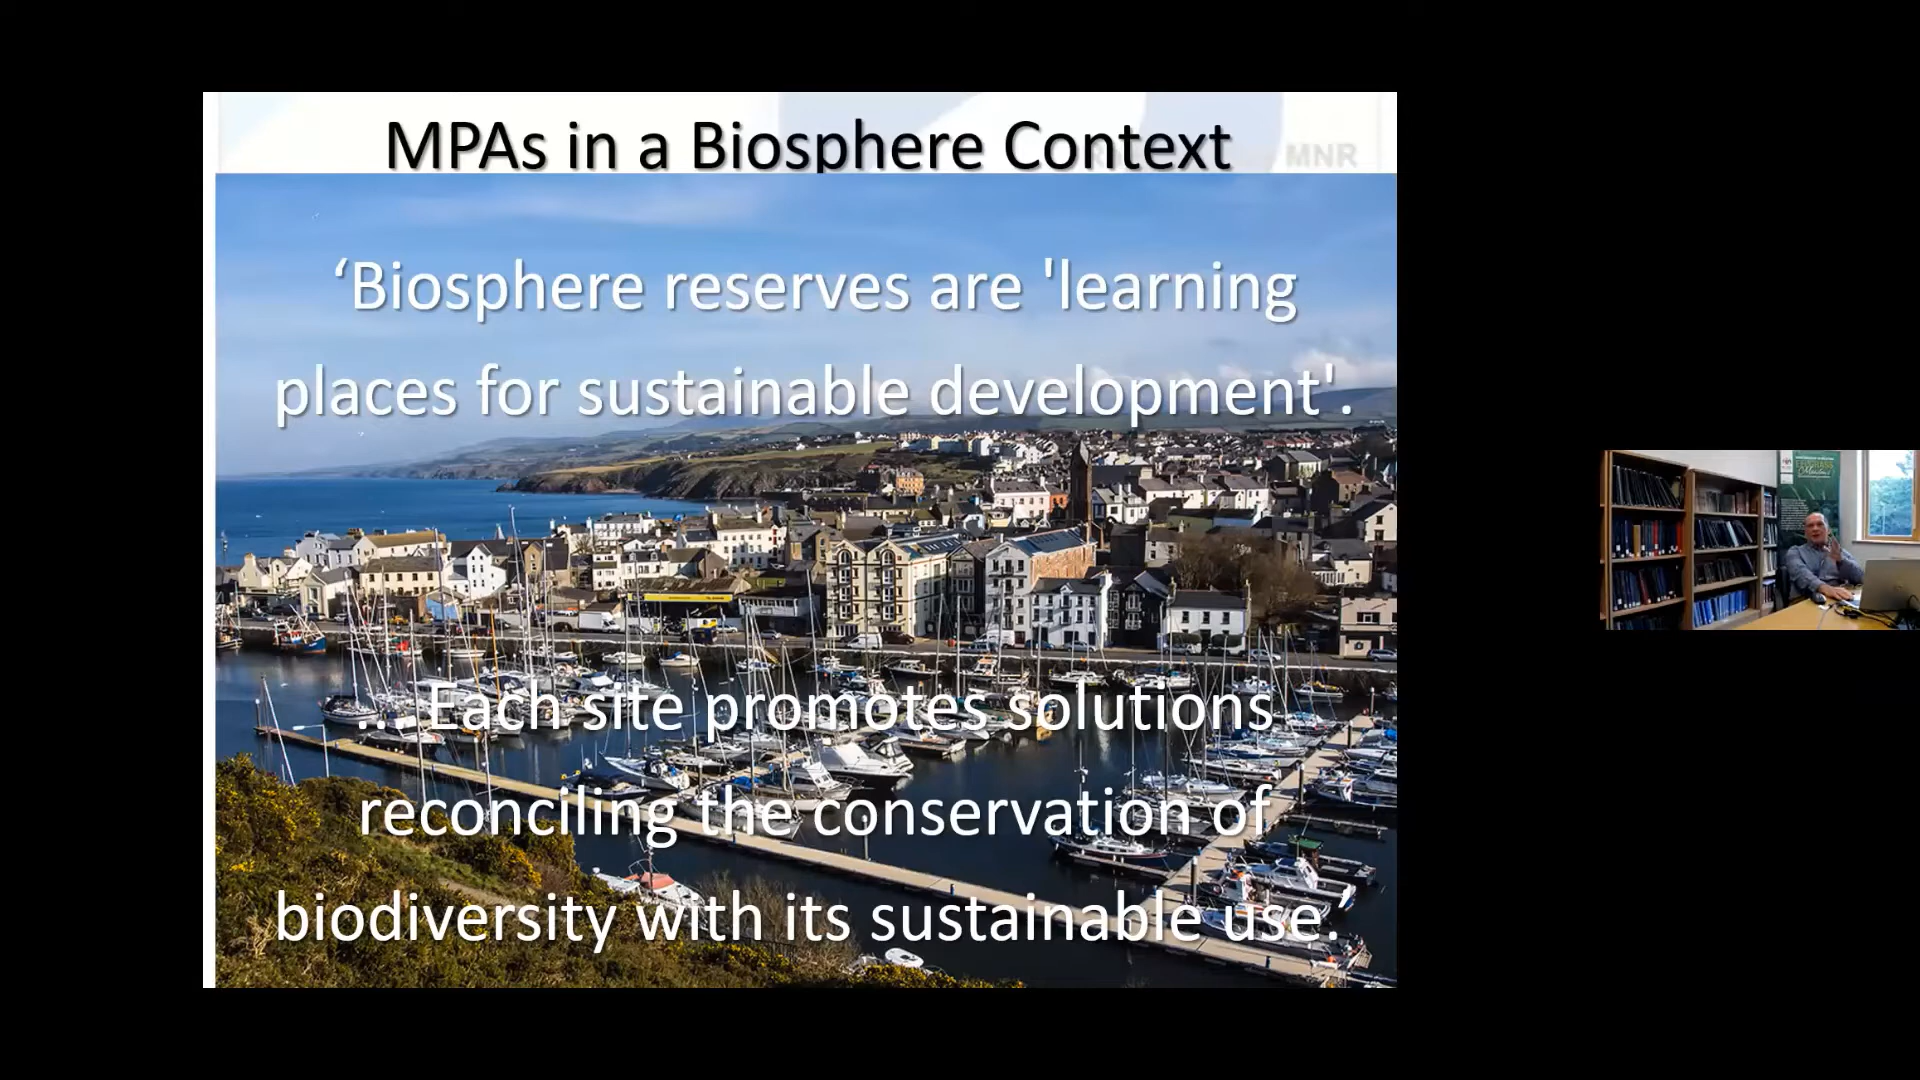 MPAs in a Biosphere Context
MNR
‘Biosphere reserves are 'learning
places for sustainable development'.
. Each site promotes solutions
reconciling the conservation of
biodiversity with its sustainable use.’